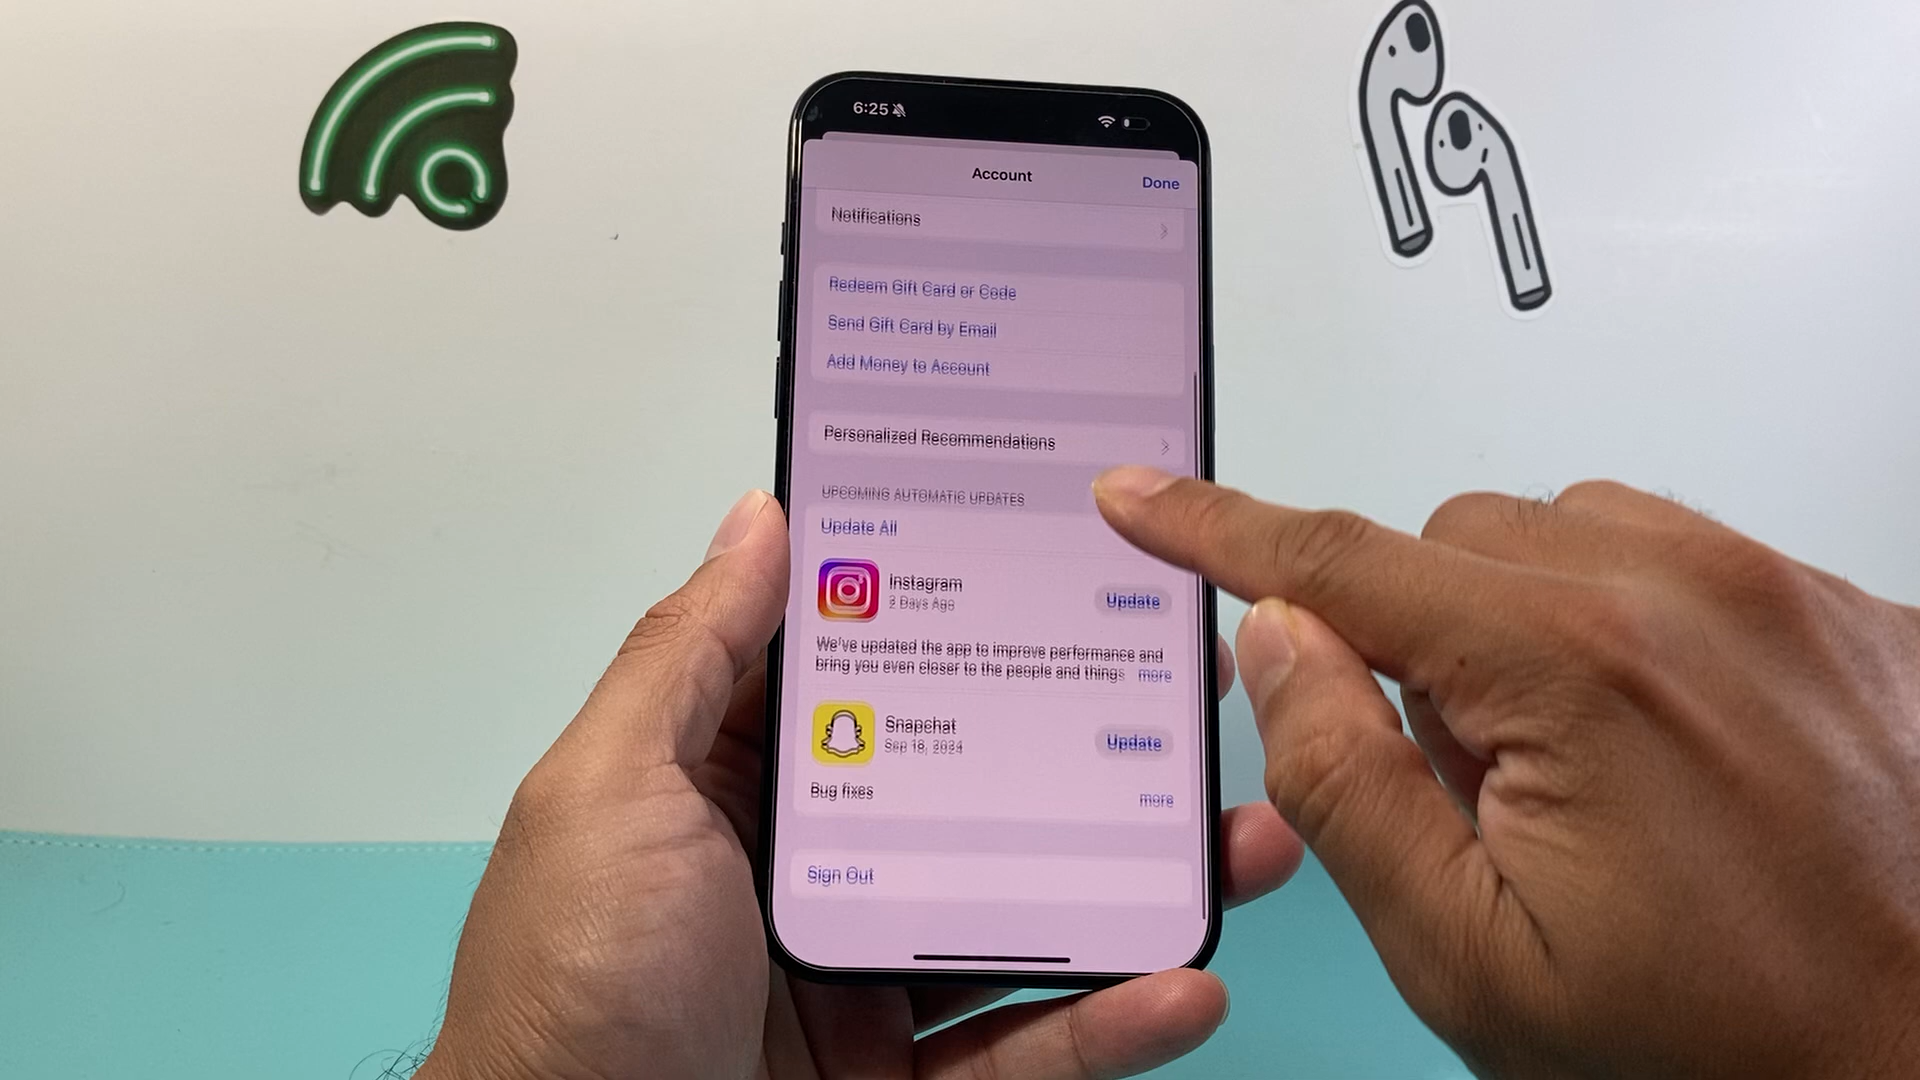 6:25
Account
Done
Notifications
Redeem Gift Card or Code
Send Gift Card by Email
Add Money to Account
Personalized Recommendations
UPCOMING AUTOMATIC UPDATES
Update All
Instagram
2 Days Ago
Update
We've updated the app to improve performance and
bring you even closer to the people and things more
Snapchat
Sep 18, 2024
Update
Bug fixes
more
Sign Out